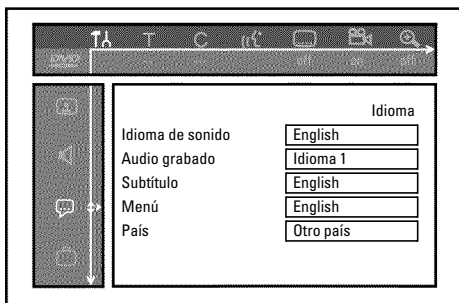 T C
off on off
Idioma
Idioma de sonido English
Audio grabado Idioma 1
Subtítulo English
Menú English
País Otro país